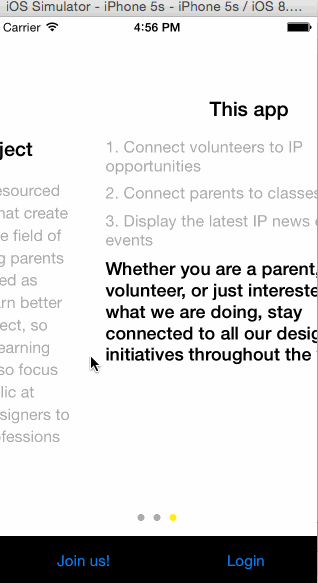 iOS Simulator - iPhone 5s - iPhone 5s / iOS 8....
Carrier 4:56 PM
ject
esourced
hat create
e field of
g parents
ed as
arn better
ect, so
earning
so focus
lic at
signers to
ofessions
This app
1. Connect volunteers to IP
opportunities
2. Connect parents to classes
3. Display the latest IP news
events
Whether you are a parent,
volunteer, or just intereste
what we are doing, stay
connected to all our desig
initiatives throughout the
Join us! Login